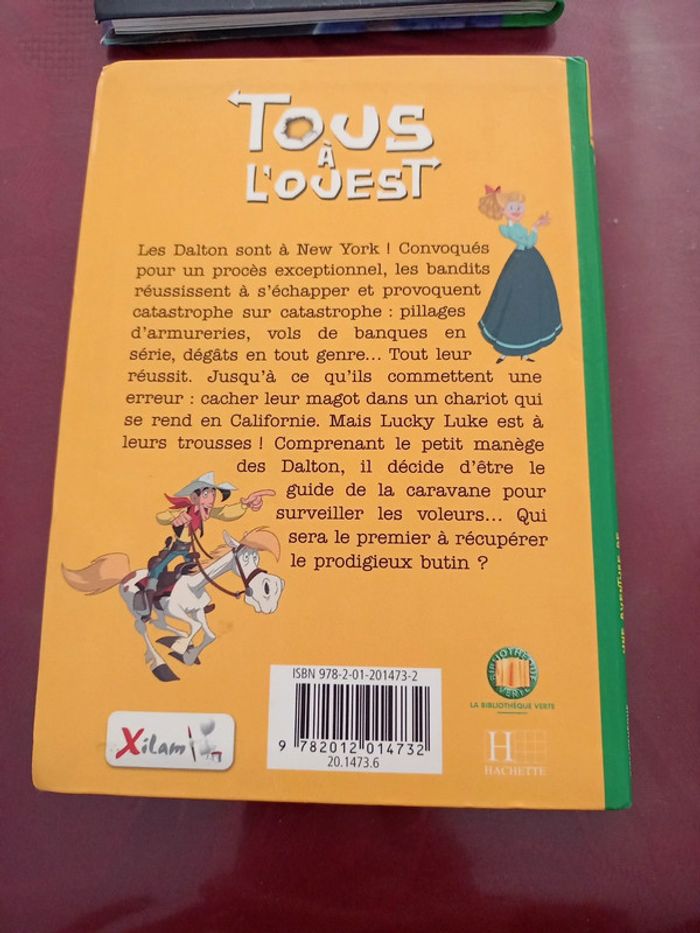 TOUS
À
L'OUEST
Les Dalton sont à New York ! Convoqués
pour un procès exceptionnel, les bandits
réussissent à s'échapper et provoquent
catastrophe sur catastrophe : pillages
d'armureries, vols de banques en
série, dégâts en tout genre... Tout leur
réussit. Jusqu'à ce qu'ils commettent une
erreur : cacher leur magot dans un chariot qui
se rend en Californie. Mais Lucky Luke est à
leurs trousses ! Comprenant le petit manège
des Dalton, il décide d'être le
guide de la caravane pour
surveiller les voleurs... Qui
sera le premier à récupérer
le prodigieux butin ?
ISBN 978-2-01-201473-2
9 782012 014732
20.1473.6
Xilam
BIBLIOTHÈQUE
VERTE
LA BIBLIOTHÈQUE VERTE
H
HACHETTE
UNE AVENTURE DE